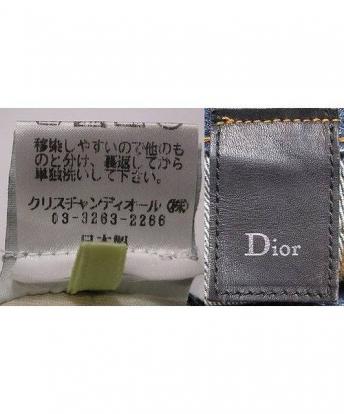 移染しやすいので他のも
のと分け、裏返してから
単独洗いして下さい。
クリスチャンディオール(株)
03-3263-2266
日本製
Dior